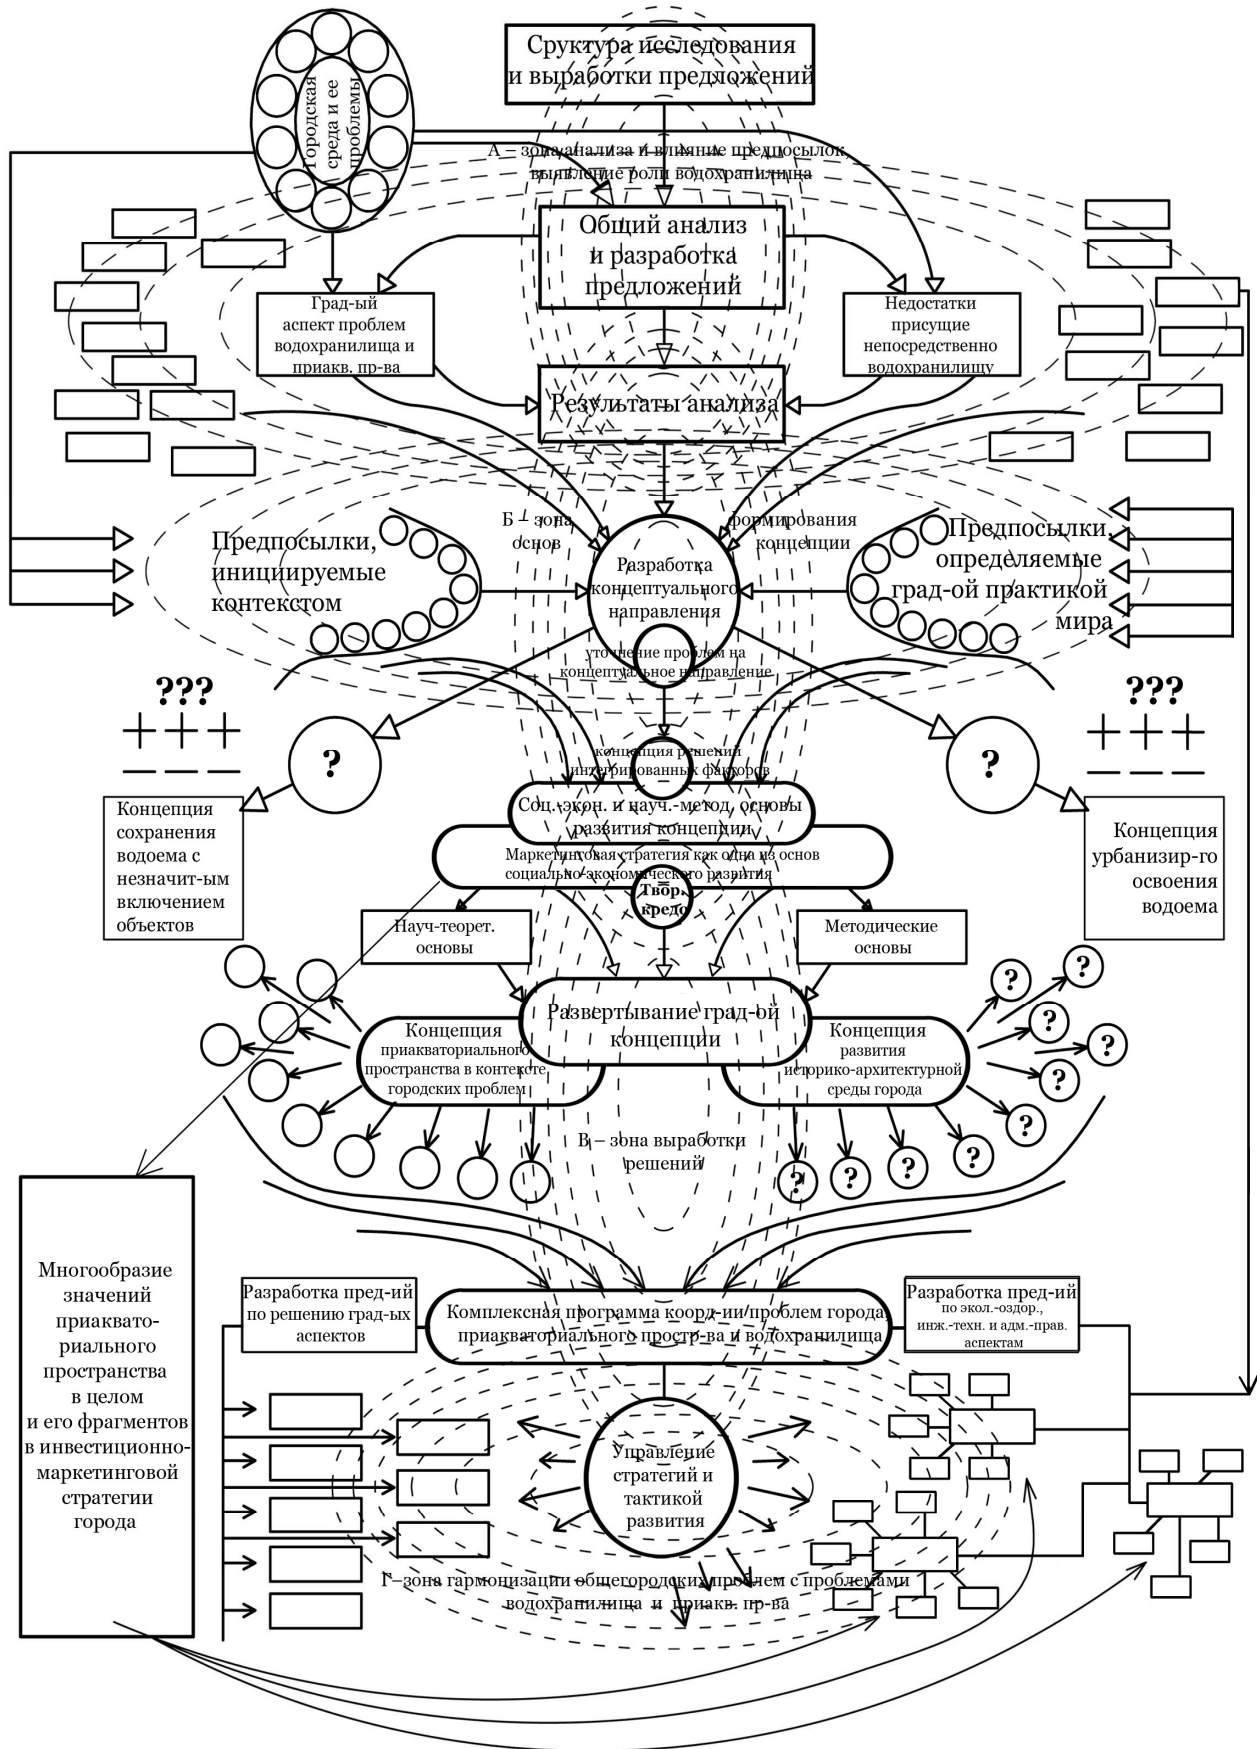 Сруктура исследования
и выработки предложений
Городская
среда и ее
проблемы
А – зона анализа и влияние предпосылок,
выявление роли водохранилища
Общий анализ
и разработка
предложений
Град-ый
аспект проблем
водохранилища и
приакв. пр-ва
Недостатки
присущие
непосредственно
водохранилищу
Результаты анализа
Б – зона формирования
основ концепции
Предпосылки,
инициируемые
контекстом
Разработка
концептуального
направления
Предпосылки,
определяемые
град-ой практикой
мира
уточнение проблем на
концептуальное направление
???
+ + +
– – –
?
???
+ + +
– – –
?
концепция решений
интегрированных факторов
Соц.-экон. и науч.-метод. основы
развития концепции
Концепция
сохранения
водоема с
незначит-ым
включением
объектов
Концепция
урбанизир-го
освоения
водоема
Маркетинговая стратегия как одна из основ
социально-экономического развития
Твор.
кредо
Науч-теорет.
основы
Методические
основы
Развертывание град-ой
концепции
Концепция
приакваториального
пространства в контексте
городских проблем
Концепция
развития
историко-архитектурной
среды города
?
?
?
?
?
?
?
?
?
?
В – зона выработки
решений
Многообразие
значений
приаквато-
риального
пространства
в целом
и его фрагментов
в инвестиционно-
маркетинговой
стратегии
города
Разработка пред-ий
по решению град-ых
аспектов
Комплексная программа коорд-ии проблем города,
приакваториального простр-ва и водохранилища
Разработка пред-ий
по экол.-оздор.,
инж.-техн. и адм.-прав.
аспектам
Управление
стратегий и
тактикой
развития
Г–зона гармонизации общегородских проблем с проблемами
водохранилища и приакв. пр-ва